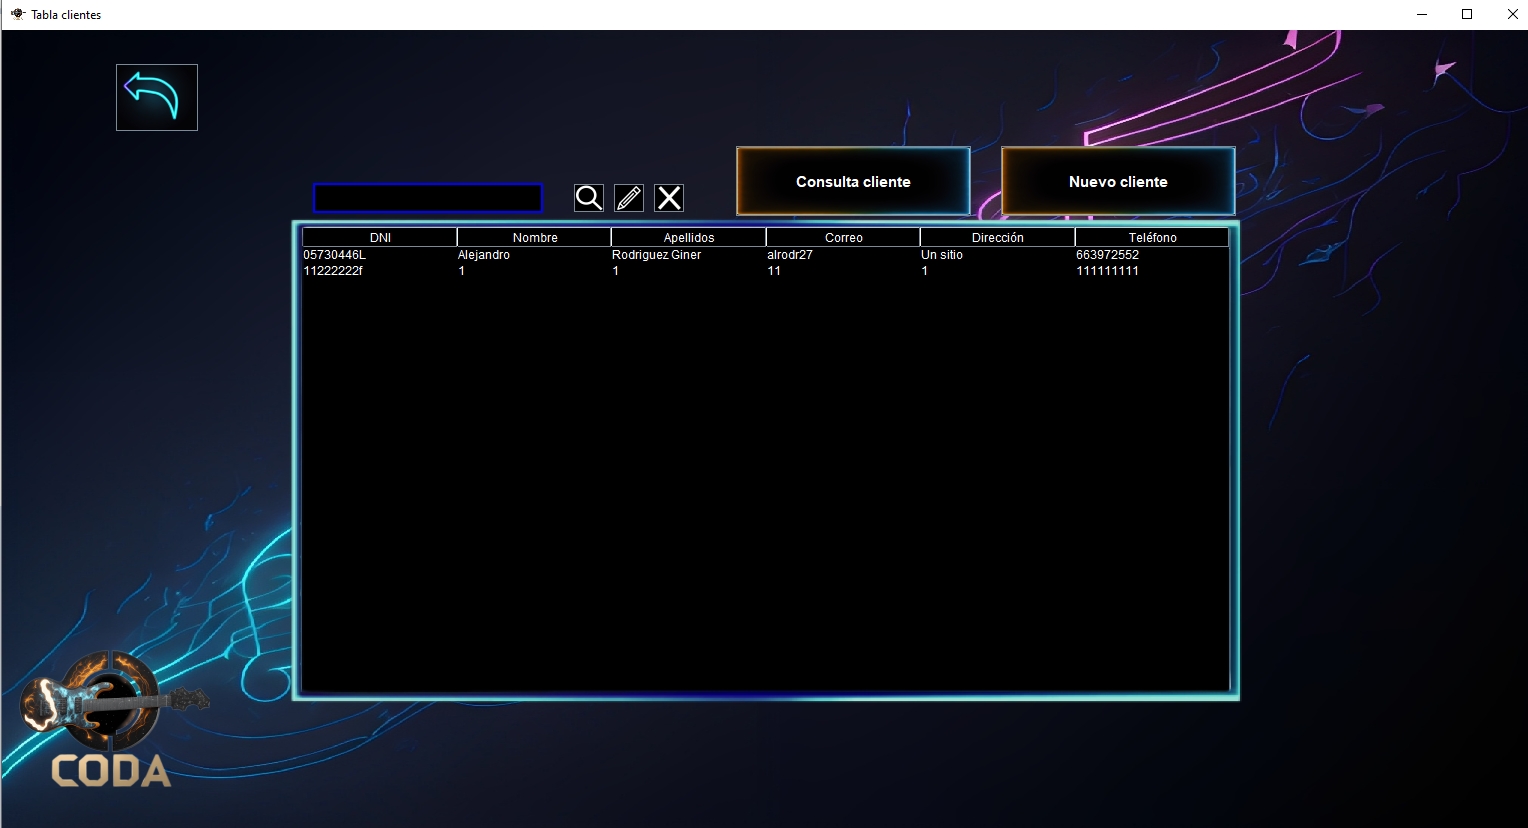 Tabla clientes
Consulta cliente
Nuevo cliente
DNI Nombre Apellidos Correo Dirección Teléfono
05730446L Alejandro Rodriguez Giner alrodr27 Un sitio 663972552
11222222f 1 1 11 1 111111111
CODA